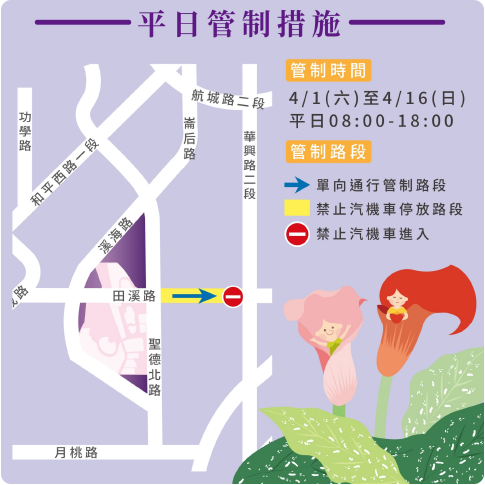 平日管制措施
管制時間
4/1(六)至4/16(日)
平日08:00-18:00
管制路段
單向通行管制路段
禁止汽機車停放路段
禁止汽機車進入
航城路二段
功學路
崙后路
華興路二段
和平西路一段
溪海路
田溪路
聖德北路
月桃路